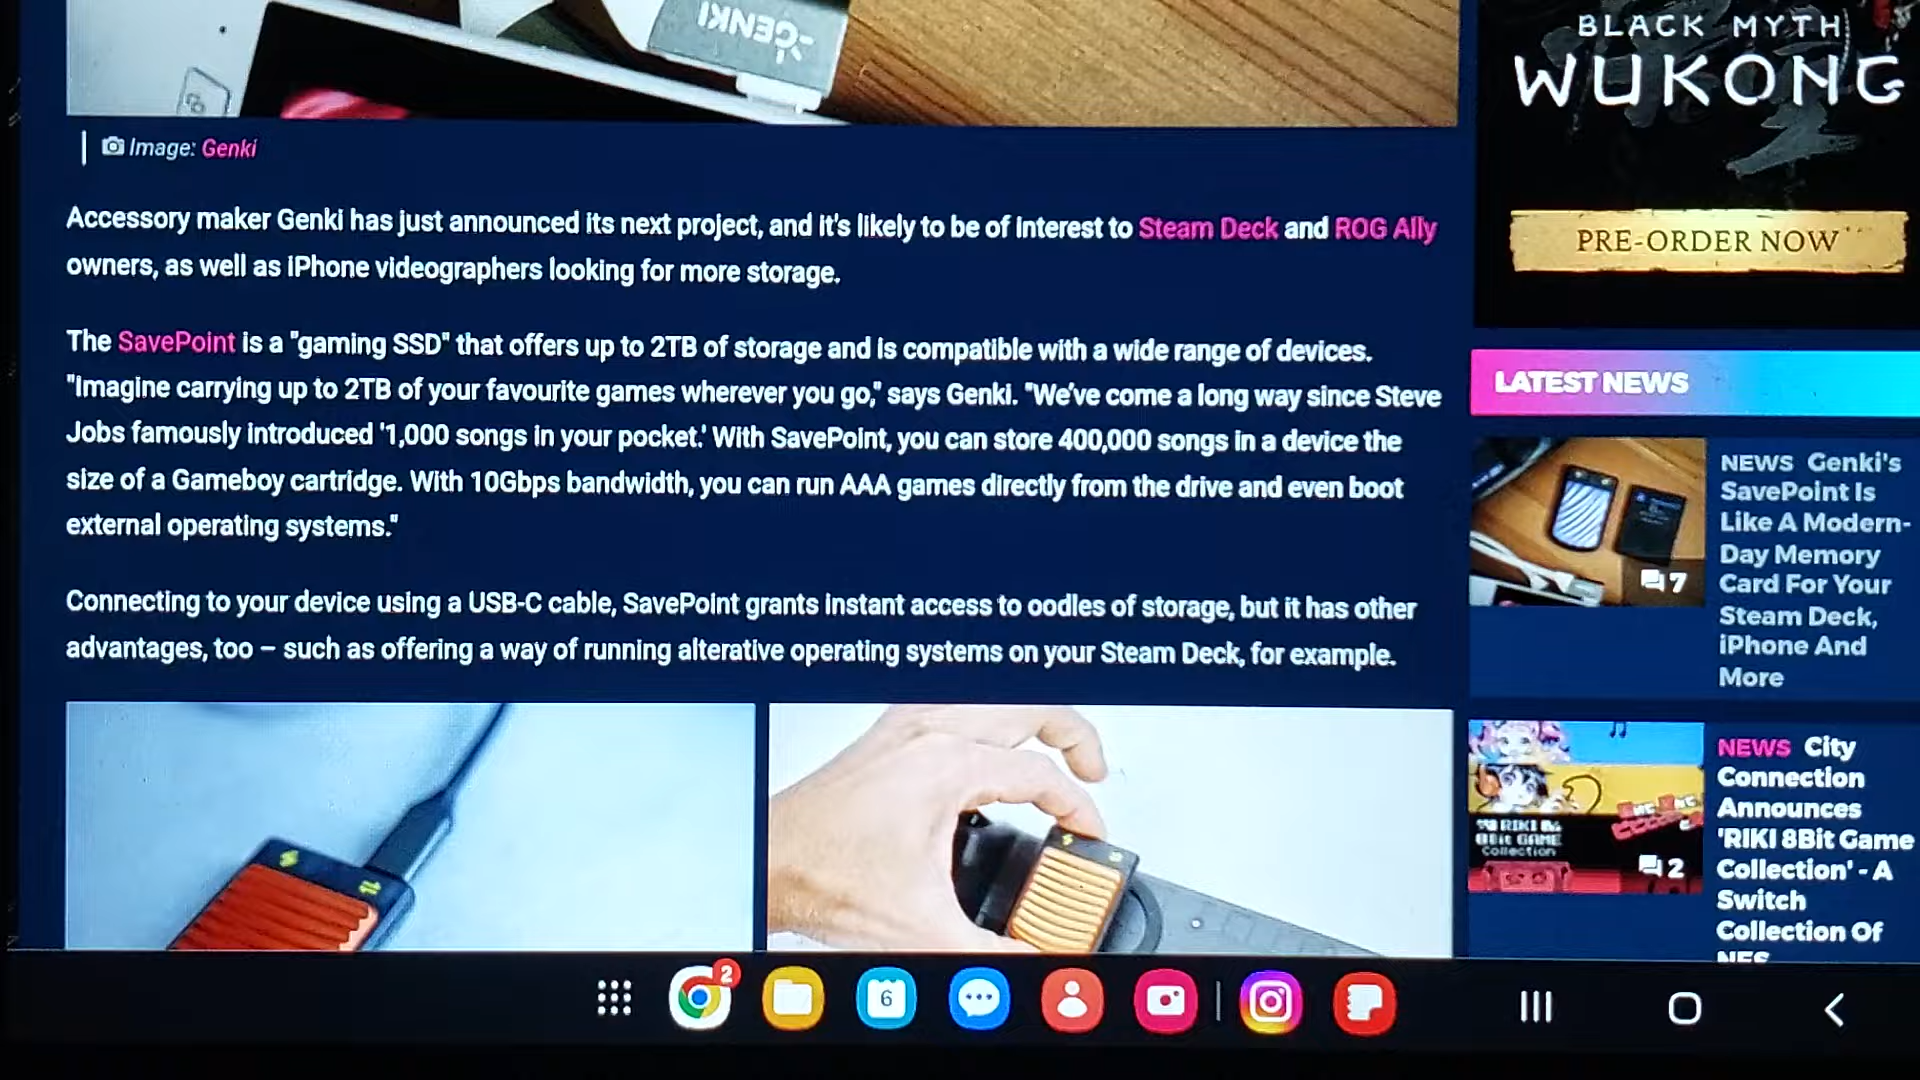 GENKI
BLACK MYTH
WUKONG
PRE-ORDER NOW
Image: Genki
Accessory maker Genki has just announced its next project, and it's likely to be of interest to Steam Deck and ROG Ally
owners, as well as iPhone videographers looking for more storage.
The SavePoint is a "gaming SSD" that offers up to 2TB of storage and is compatible with a wide range of devices.
"Imagine carrying up to 2TB of your favourite games wherever you go," says Genki. "We've come a long way since Steve
Jobs famously introduced '1,000 songs in your pocket.' With SavePoint, you can store 400,000 songs in a device the
size of a Gameboy cartridge. With 10Gbps bandwidth, you can run AAA games directly from the drive and even boot
external operating systems."
Connecting to your device using a USB-C cable, SavePoint grants instant access to oodles of storage, but it has other
advantages, too – such as offering a way of running alterative operating systems on your Steam Deck, for example.
LATEST NEWS
NEWS Genki's
SavePoint Is
Like A Modern-
Day Memory
Card For Your
Steam Deck,
iPhone And
More
7
NEWS City
Connection
Announces
'RIKI 8Bit Game
Collection' - A
Switch
Collection Of
NES
RIKI 8Bit
8Bit GAME
Collection
2
2
6